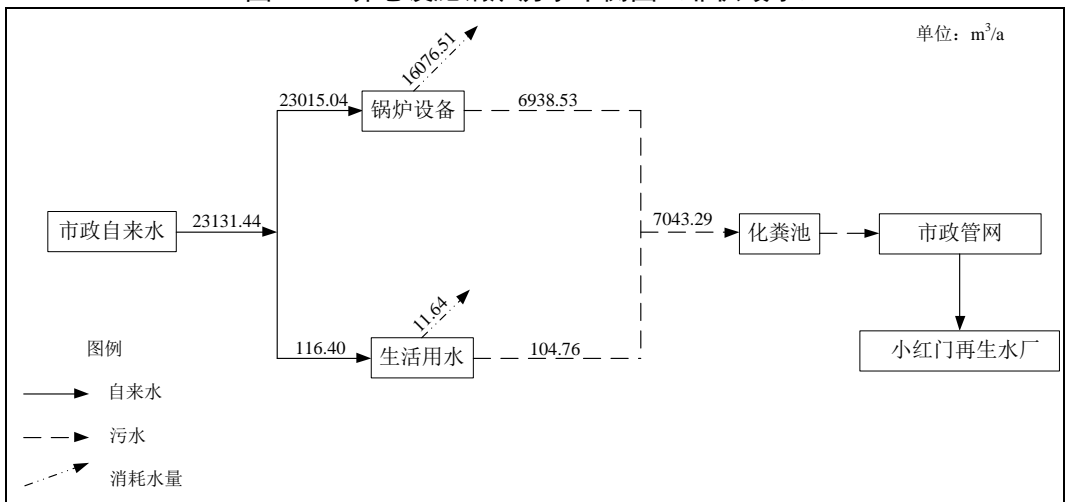 单位：m³/a
16076.51
23015.04
锅炉设备
6938.53
市政自来水
23131.44
7043.29
化粪池
市政管网
11.64
116.40
生活用水
104.76
小红门再生水厂
图例
自来水
污水
消耗水量